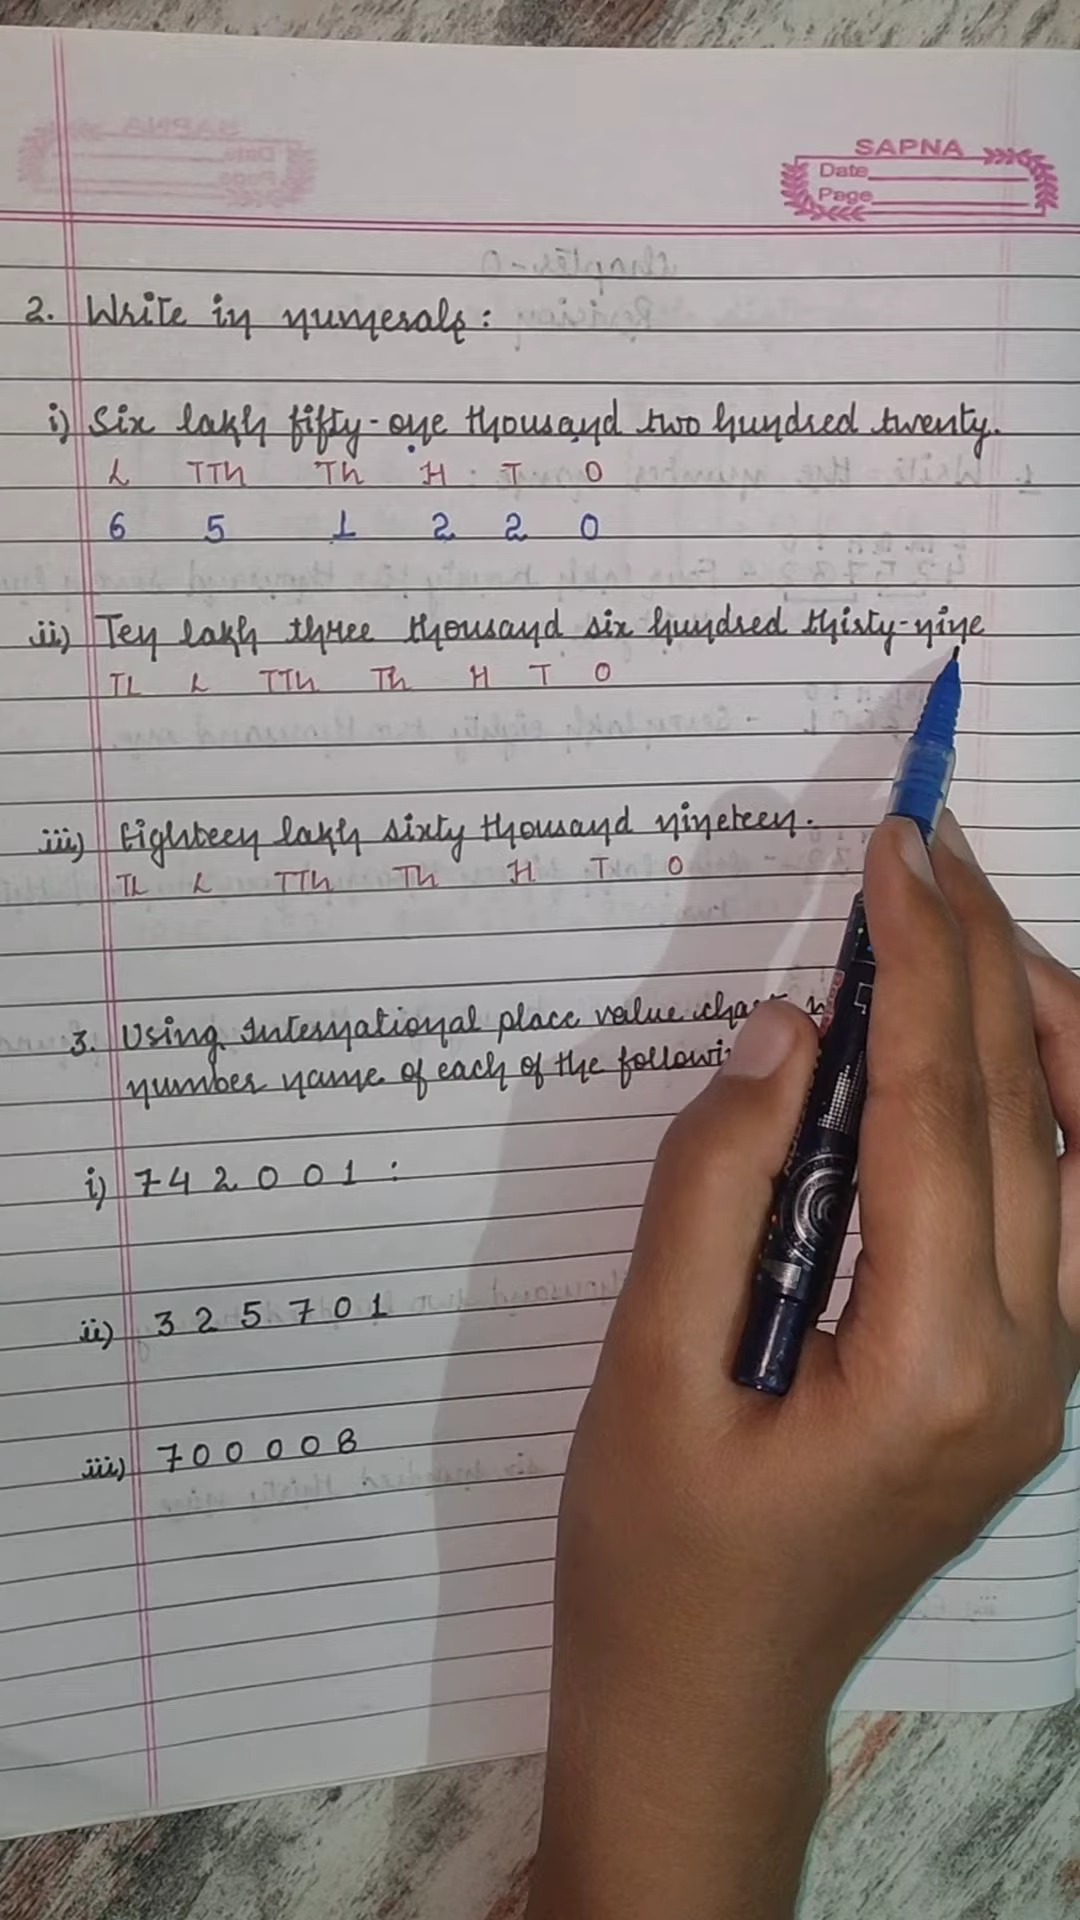 SAPNA
Date
Page
2. Write in numerals:
i) Six lakh fifty-one thousand two hundred twenty.
L TTh Th H T O
6 5 1 2 2 0
ii) Ten lakh three thousand six hundred thirty-nine
TL L TTh Th H T O
iii) Eighteen lakh sixty thousand nineteen.
TL L TTh Th H T O
3. Using International place value chart
number name of each of the
i) 742001:
ii) 325701
iii) 700008